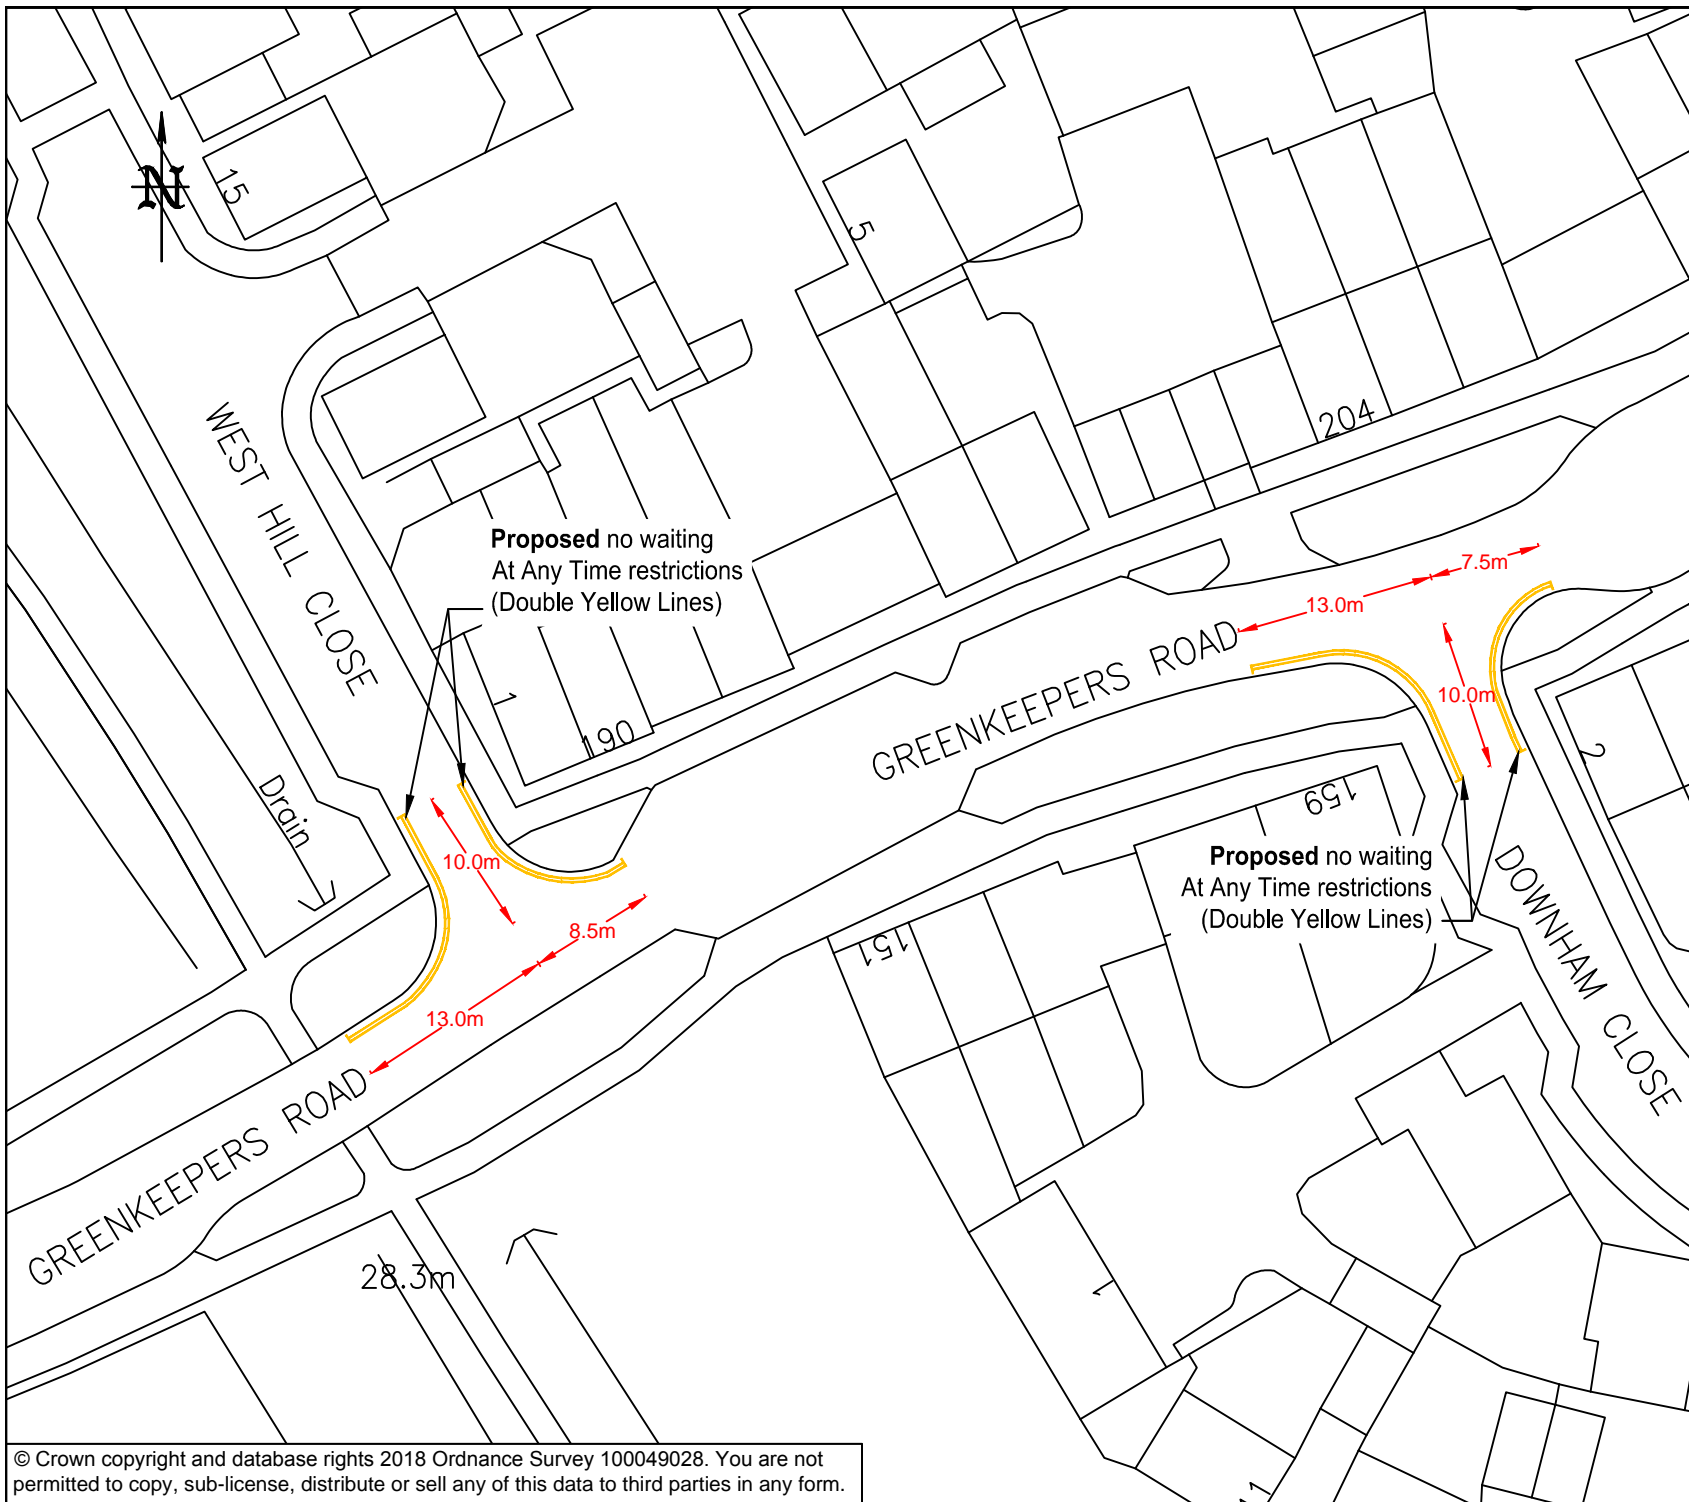 N
15
5
204
WEST HILL CLOSE
Proposed no waiting
At Any Time restrictions
(Double Yellow Lines)
7.5m
13.0m
GREENKEEPERS ROAD
10.0m
1
190
2
Drain
159
10.0m
Proposed no waiting
At Any Time restrictions
(Double Yellow Lines)
8.5m
151
DOWNHAM CLOSE
13.0m
GREENKEEPERS ROAD
28.3m
1
11
© Crown copyright and database rights 2018 Ordnance Survey 100049028. You are not
permitted to copy, sub-license, distribute or sell any of this data to third parties in any form.